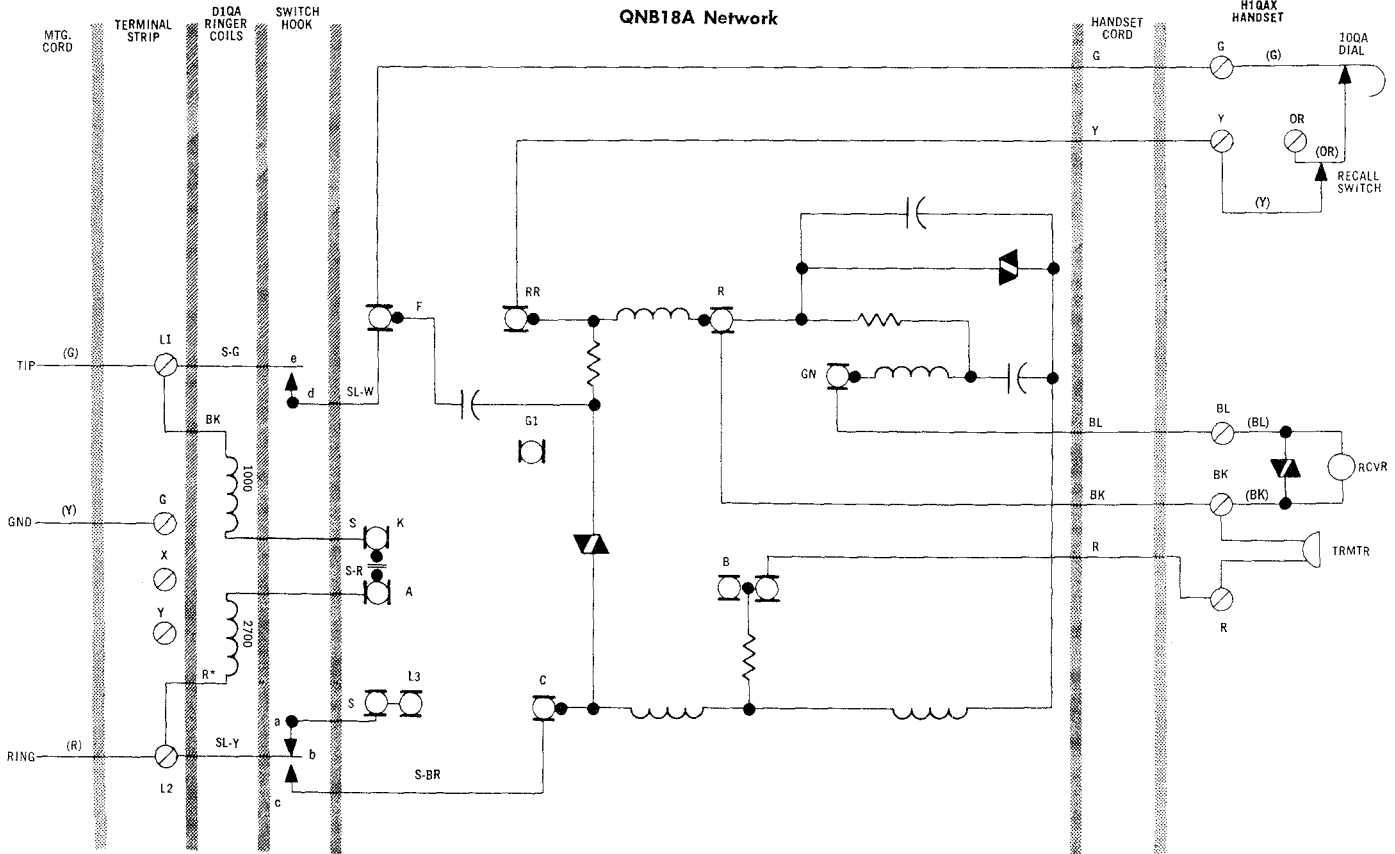 QNB18A Network
MTG.
CORD
TERMINAL
STRIP
D1QA
RINGER
COILS
SWITCH
HOOK
HANDSET
CORD
H1QAX
HANDSET
10QA
DIAL
G
G
(G)
Y
Y
OR
(OR)
RECALL
SWITCH
(Y)
F
RR
R
L1
TIP
(G)
S-G
e
d
SL-W
GN
BK
G1
BL
BL
(BL)
1000
RCVR
BK
BK
(BK)
G
GND
(Y)
S
K
X
S-R
A
B
R
TRMTR
Y
2700
R
R*
S
L3
C
a
RING
(R)
SL-Y
b
L2
S-BR
c